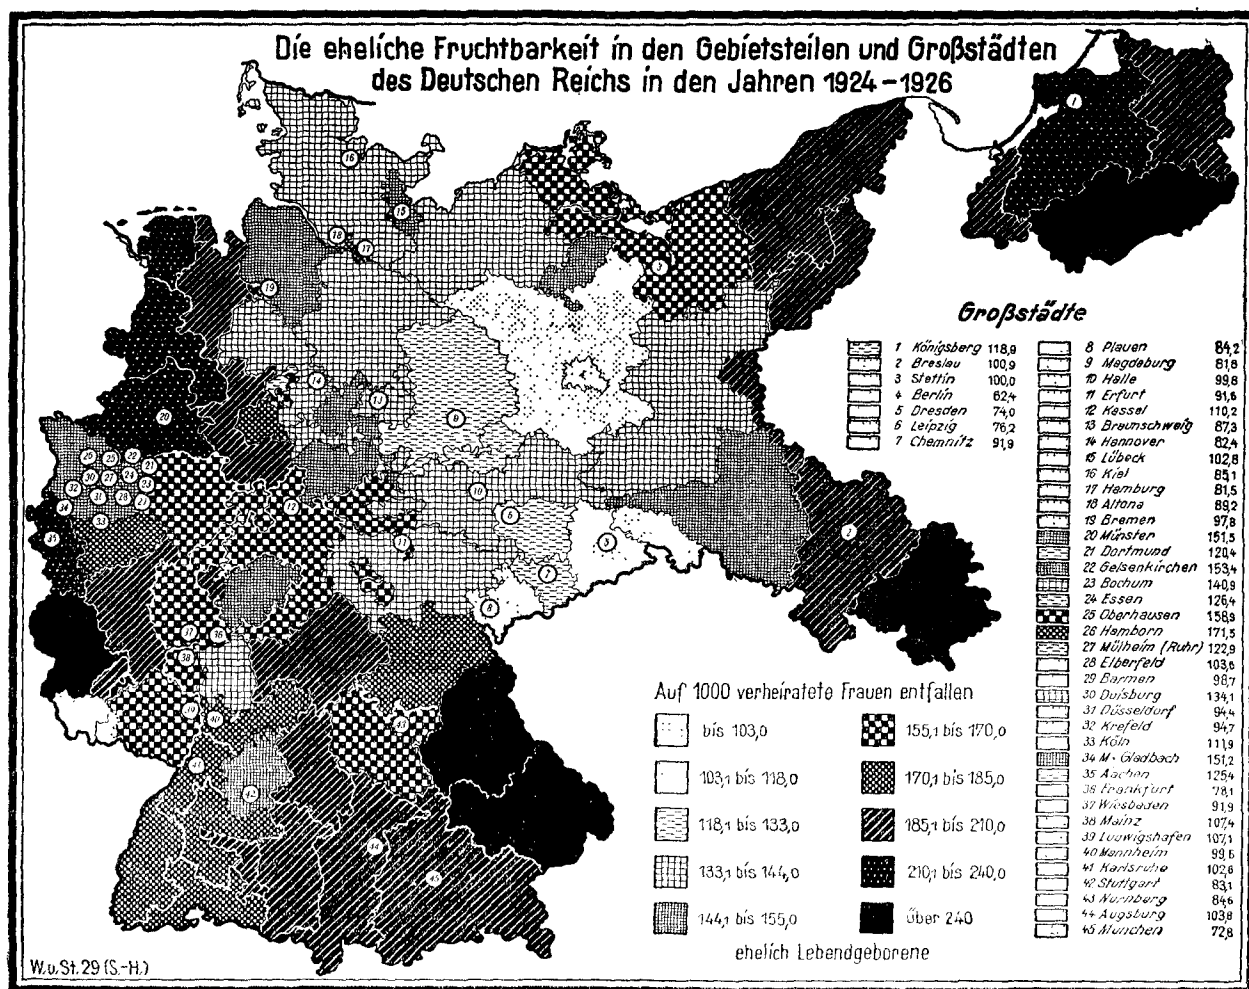 Die eheliche Fruchtbarkeit in den Gebietsteilen und Großstädten
des Deutschen Reichs in den Jahren 1924-1926
Großstädte
1 Königsberg 118,9
2 Breslau 100,9
3 Stettin 100,0
4 Berlin 62,4
5 Dresden 74,0
6 Leipzig 76,2
7 Chemnitz 91,9
8 Plauen 84,2
9 Magdeburg 81,8
10 Halle 99,8
11 Erfurt 91,6
12 Kassel 110,2
13 Braunschweig 87,3
14 Hannover 82,4
15 Lübeck 102,8
16 Kiel 85,1
17 Hamburg 81,5
18 Altona 89,2
19 Bremen 97,8
20 Münster 151,5
21 Dortmund 120,4
22 Gelsenkirchen 153,4
23 Bochum 140,9
24 Essen 126,4
25 Oberhausen 158,9
26 Hamborn 171,5
27 Mülheim (Ruhr) 122,9
28 Elberfeld 103,6
29 Barmen 98,7
30 Duisburg 134,1
31 Düsseldorf 94,4
32 Krefeld 94,7
33 Köln 111,9
34 M.-Gladbach 151,2
35 Aachen 125,4
36 Frankfurt 78,1
37 Wiesbaden 91,9
38 Mainz 107,4
39 Ludwigshafen 107,1
40 Mannheim 99,6
41 Karlsruhe 102,6
42 Stuttgart 83,1
43 Nürnberg 84,6
44 Augsburg 103,8
45 München 72,8
Auf 1000 verheiratete Frauen entfallen
bis 103,0
103,1 bis 118,0
118,1 bis 133,0
133,1 bis 144,0
144,1 bis 155,0
155,1 bis 170,0
170,1 bis 185,0
185,1 bis 210,0
210,1 bis 240,0
über 240
ehelich Lebendgeborene
W.u.St.29 (S.-H.)